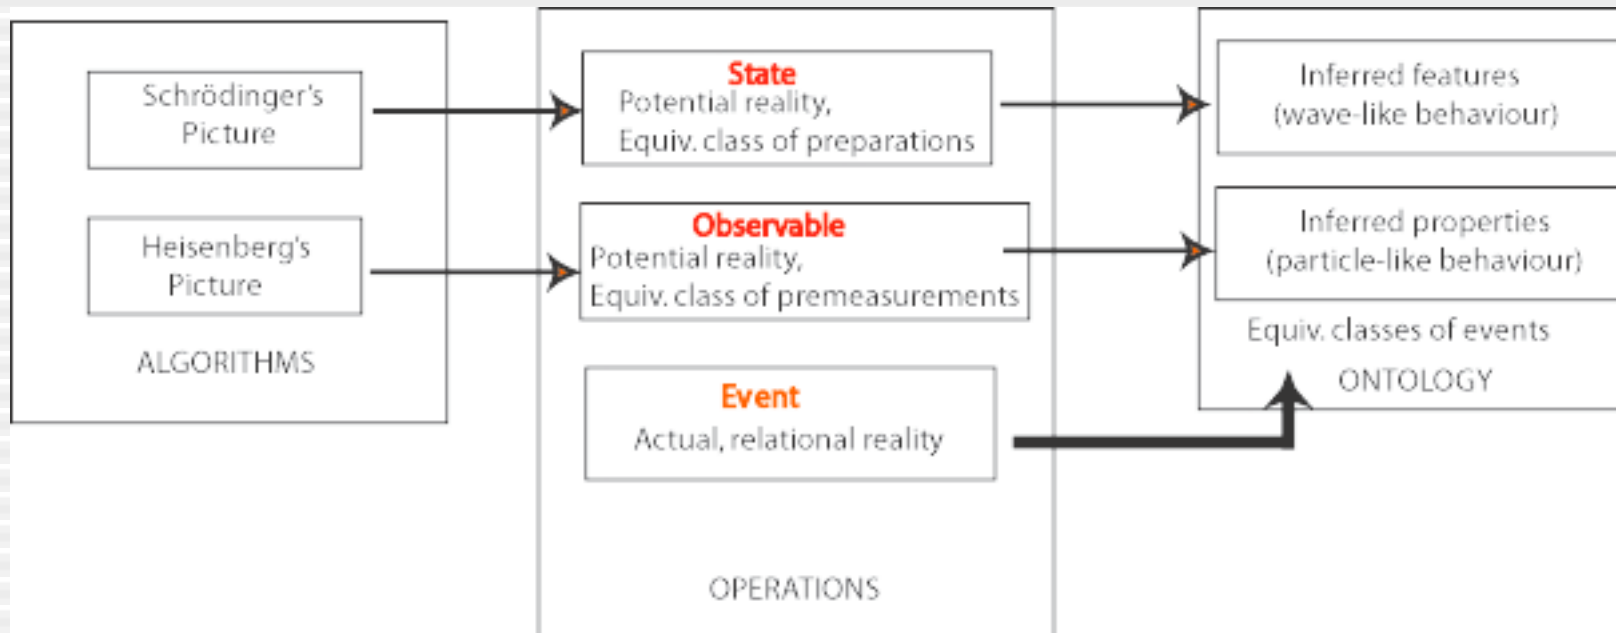 Schrödinger's
Picture
Heisenberg's
Picture
ALGORITHMS
State
Potential reality,
Equiv. class of preparations
Observable
Potential reality,
Equiv. class of premeasurements
Event
Actual, relational reality
OPERATIONS
Inferred features
(wave-like behaviour)
Inferred properties
(particle-like behaviour)
Equiv. classes of events
ONTOLOGY